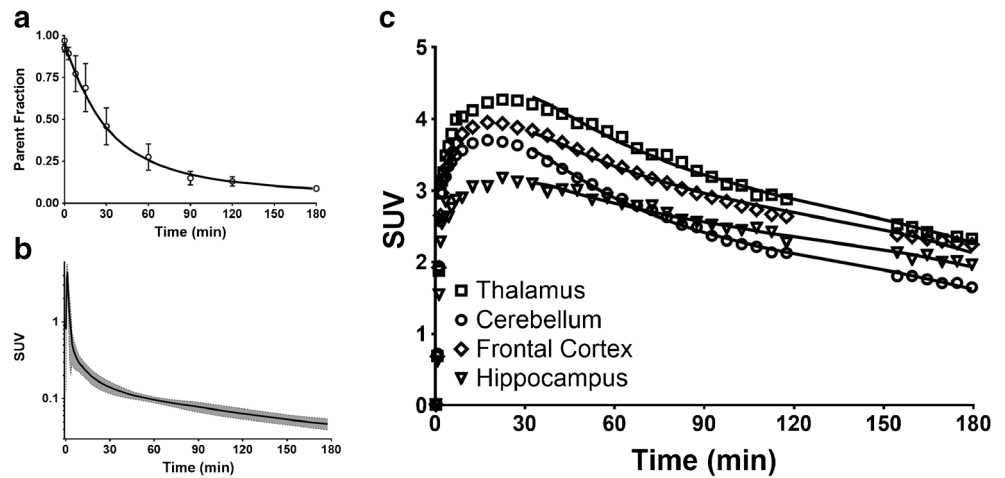 a
1.00
0.75
0.50
0.25
0.00
Parent Fraction
0 30 60 90 120 150 180
Time (min)
b
1
0.1
SUV
0 30 60 90 120 150 180
Time (min)
c
5
4
3
2
1
0
SUV
Thalamus
Cerebellum
Frontal Cortex
Hippocampus
0 30 60 90 120 150 180
Time (min)